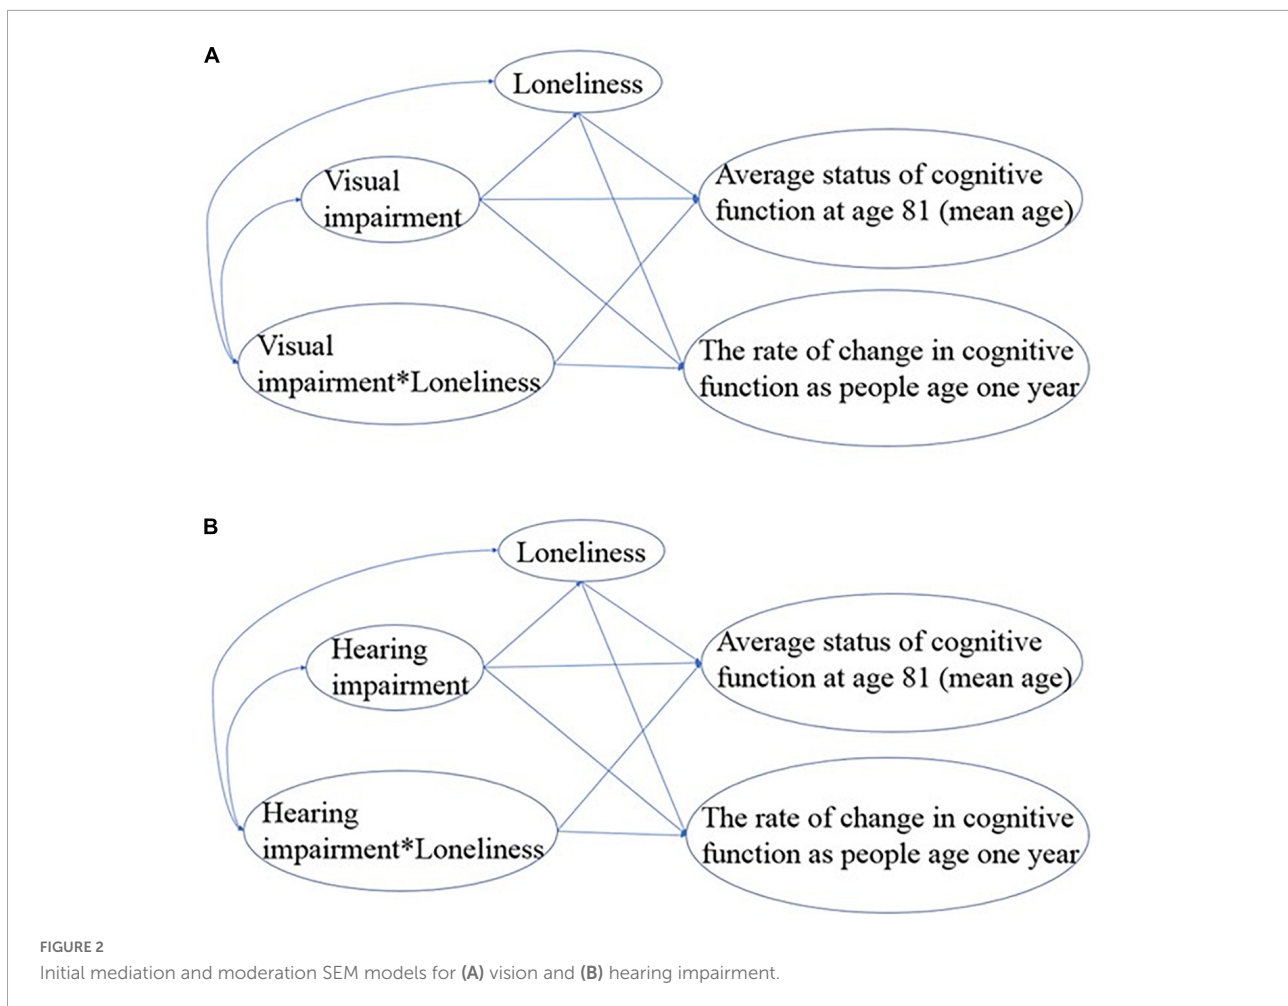 A
Loneliness
Visual
impairment
Average status of cognitive
function at age 81 (mean age)
Visual
impairment*Loneliness
The rate of change in cognitive
function as people age one year
B
Loneliness
Hearing
impairment
Average status of cognitive
function at age 81 (mean age)
Hearing
impairment*Loneliness
The rate of change in cognitive
function as people age one year
FIGURE 2
Initial mediation and moderation SEM models for (A) vision and (B) hearing impairment.